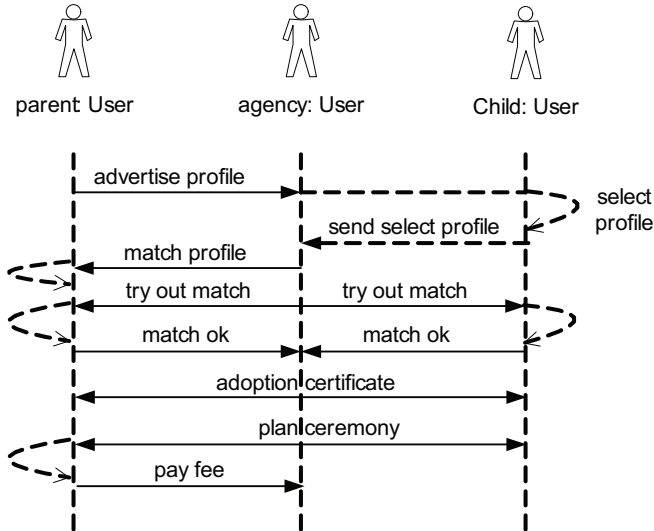 parent: User
agency: User
Child: User
advertise profile
select
profile
send select profile
match profile
try out match
try out match
match ok
match ok
adoption certificate
plan ceremony
pay fee